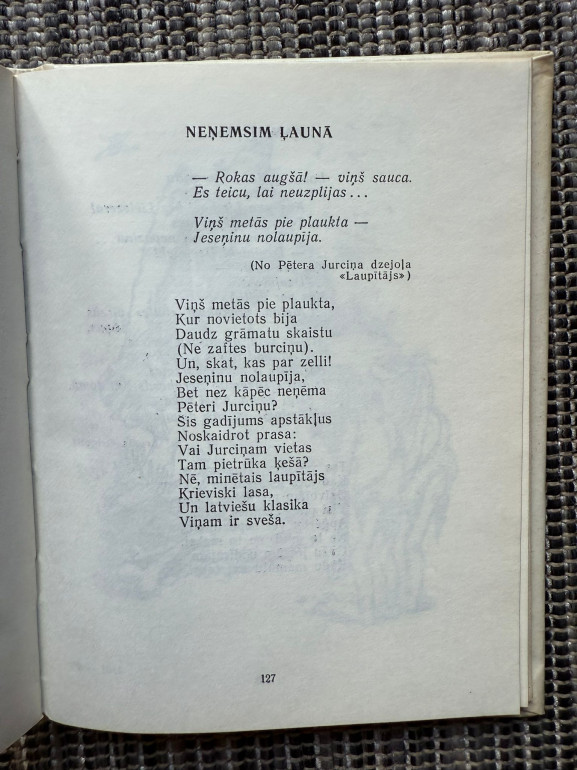 NEŅEMSIM ĻAUNĀ
— Rokas augšā! — viņš sauca.
Es teicu, lai neuzplijas...
Viņš metās pie plaukta —
Jeseņinu nolaupīja.
(No Pētera Jurciņa dzejoļa
«Laupītājs»)
Viņš metās pie plaukta,
Kur novietots bija
Daudz grāmatu skaistu
(Ne zaftes burciņu).
Un, skat, kas par zelli!
Jeseņinu nolaupīja,
Bet nez kāpēc neņēma
Pēteri Jurciņu?
Šis gadījums apstākļus
Noskaidrot prasa:
Vai Jurciņam vietas
Tam pietrūka ķešā?
Nē, minētais laupītājs
Krieviski lasa,
Un latviešu klasika
Viņam ir sveša.
127